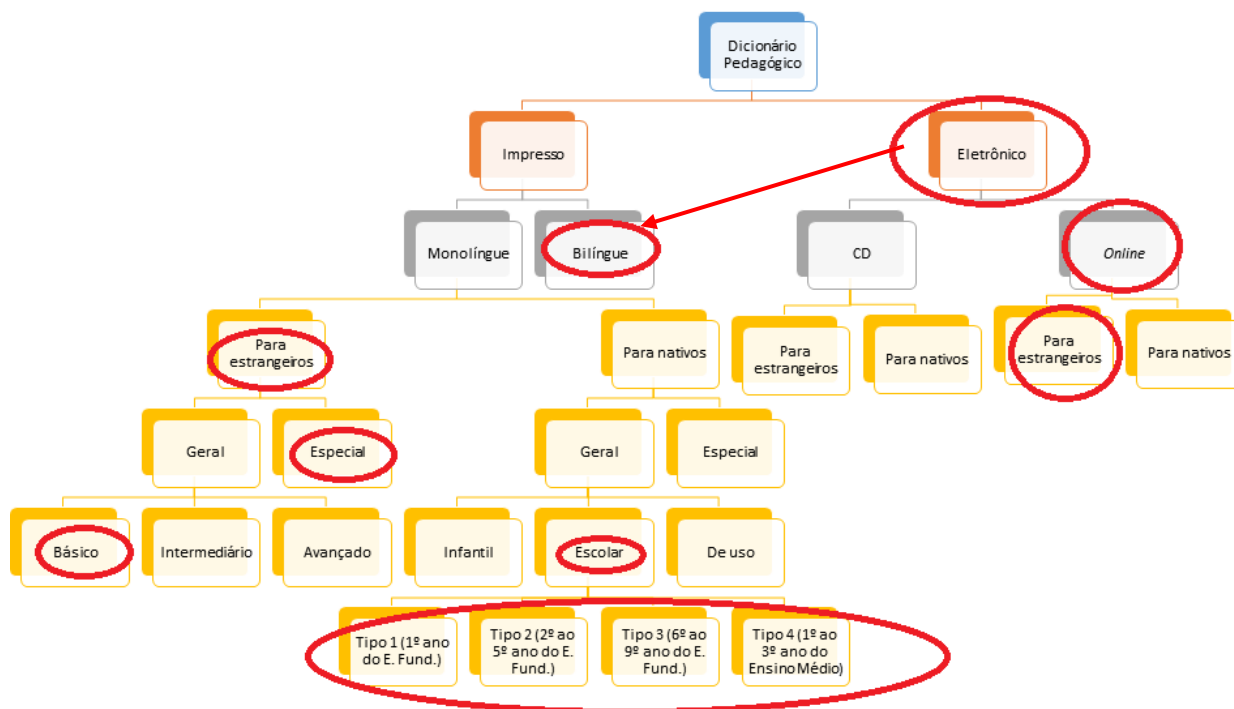 Dicionário
Pedagógico
Impresso
Eletrônico
Monolíngue
Bilíngue
CD
Online
Para
estrangeiros
Para nativos
Para
estrangeiros
Para nativos
Para
estrangeiros
Para nativos
Geral
Especial
Geral
Especial
Básico
Intermediário
Avançado
Infantil
Escolar
De uso
Tipo 1 (1º ano
do E. Fund.)
Tipo 2 (2º ao
5º ano do E.
Fund.)
Tipo 3 (6º ao
9º ano do E.
Fund.)
Tipo 4 (1º ao
3º ano do
Ensino Médio)